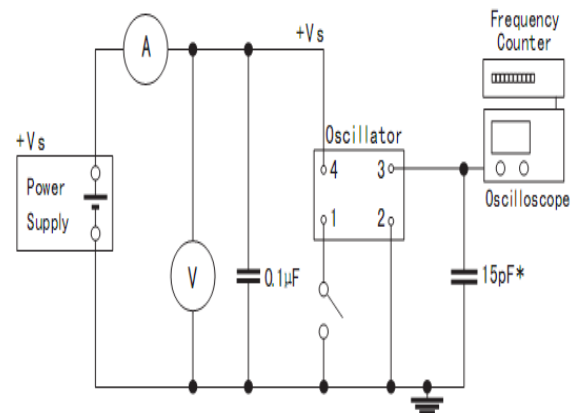 Frequency
Counter
+Vs
A
Oscillator
+Vs
4 3
Power
Supply
Oscilloscope
1 2
V
0.1μF
15pF*